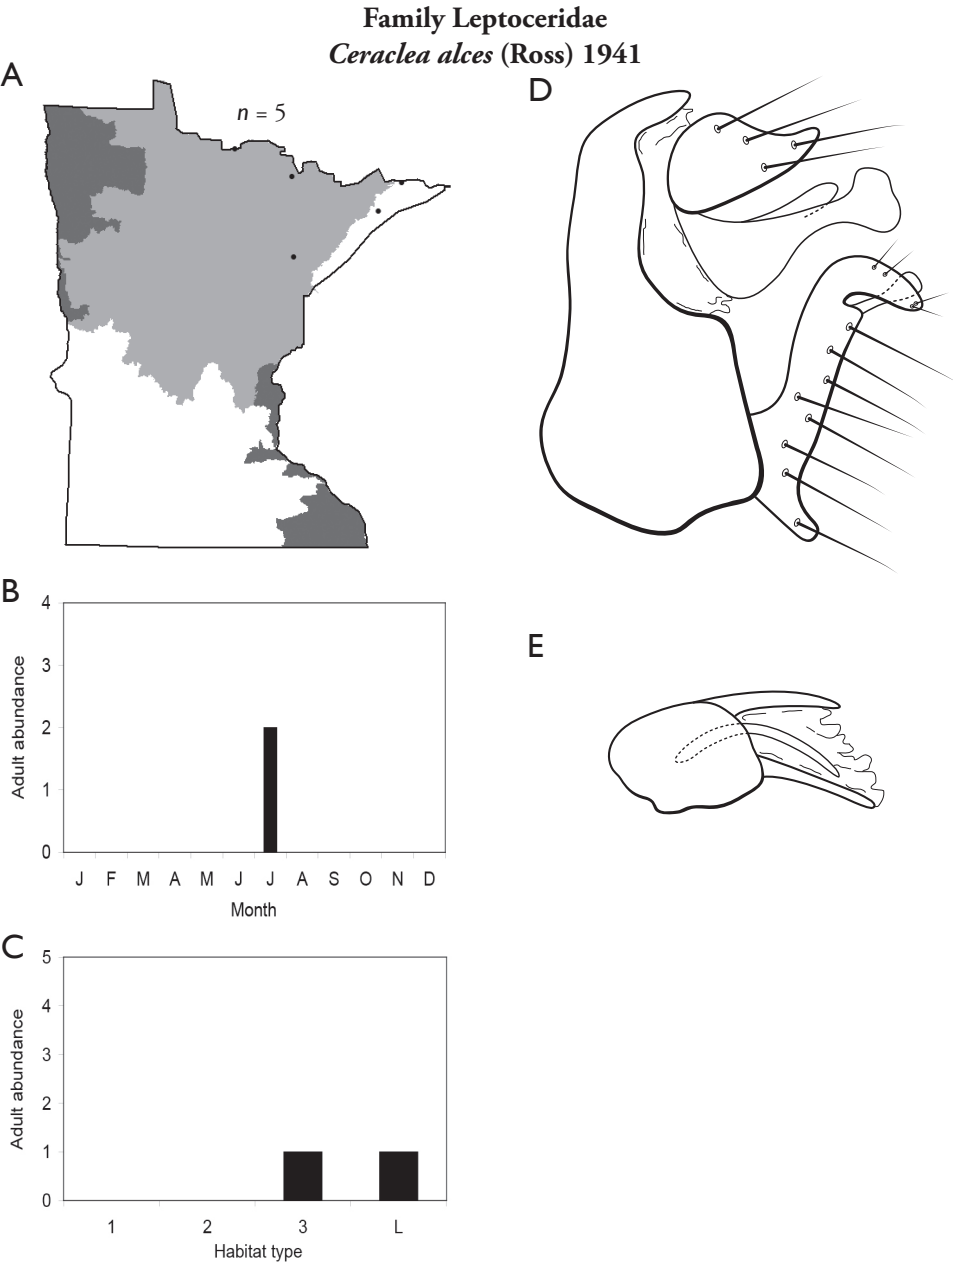 Family Leptoceridae
Ceraclea alces (Ross) 1941
A
n = 5
D
B
4
3
2
1
0
Adult abundance
J F M A M J J A S O N D
Month
E
C
5
4
3
2
1
0
Adult abundance
1 2 3 L
Habitat type